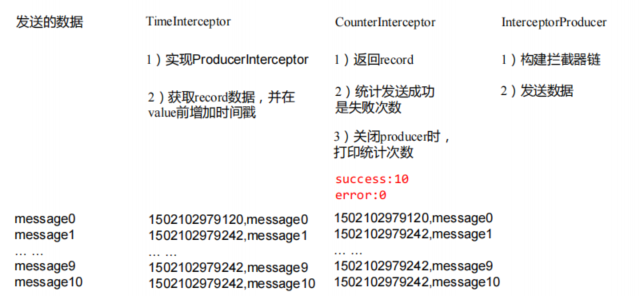 发送的数据
TimeInterceptor
CounterInterceptor
InterceptorProducer
1）实现ProducerInterceptor
2）获取record数据，并在
value前增加时间戳
1）返回record
2）统计发送成功
是失败次数
3）关闭producer时，
打印统计次数
success:10
error:0
1）构建拦截器链
2）发送数据
message0
1502102979120,message0
1502102979120,message0
message1
1502102979242,message1
1502102979242,message1
… …
… …
… …
message9
1502102979242,message9
1502102979242,message9
message10
1502102979242,message10
1502102979242,message10